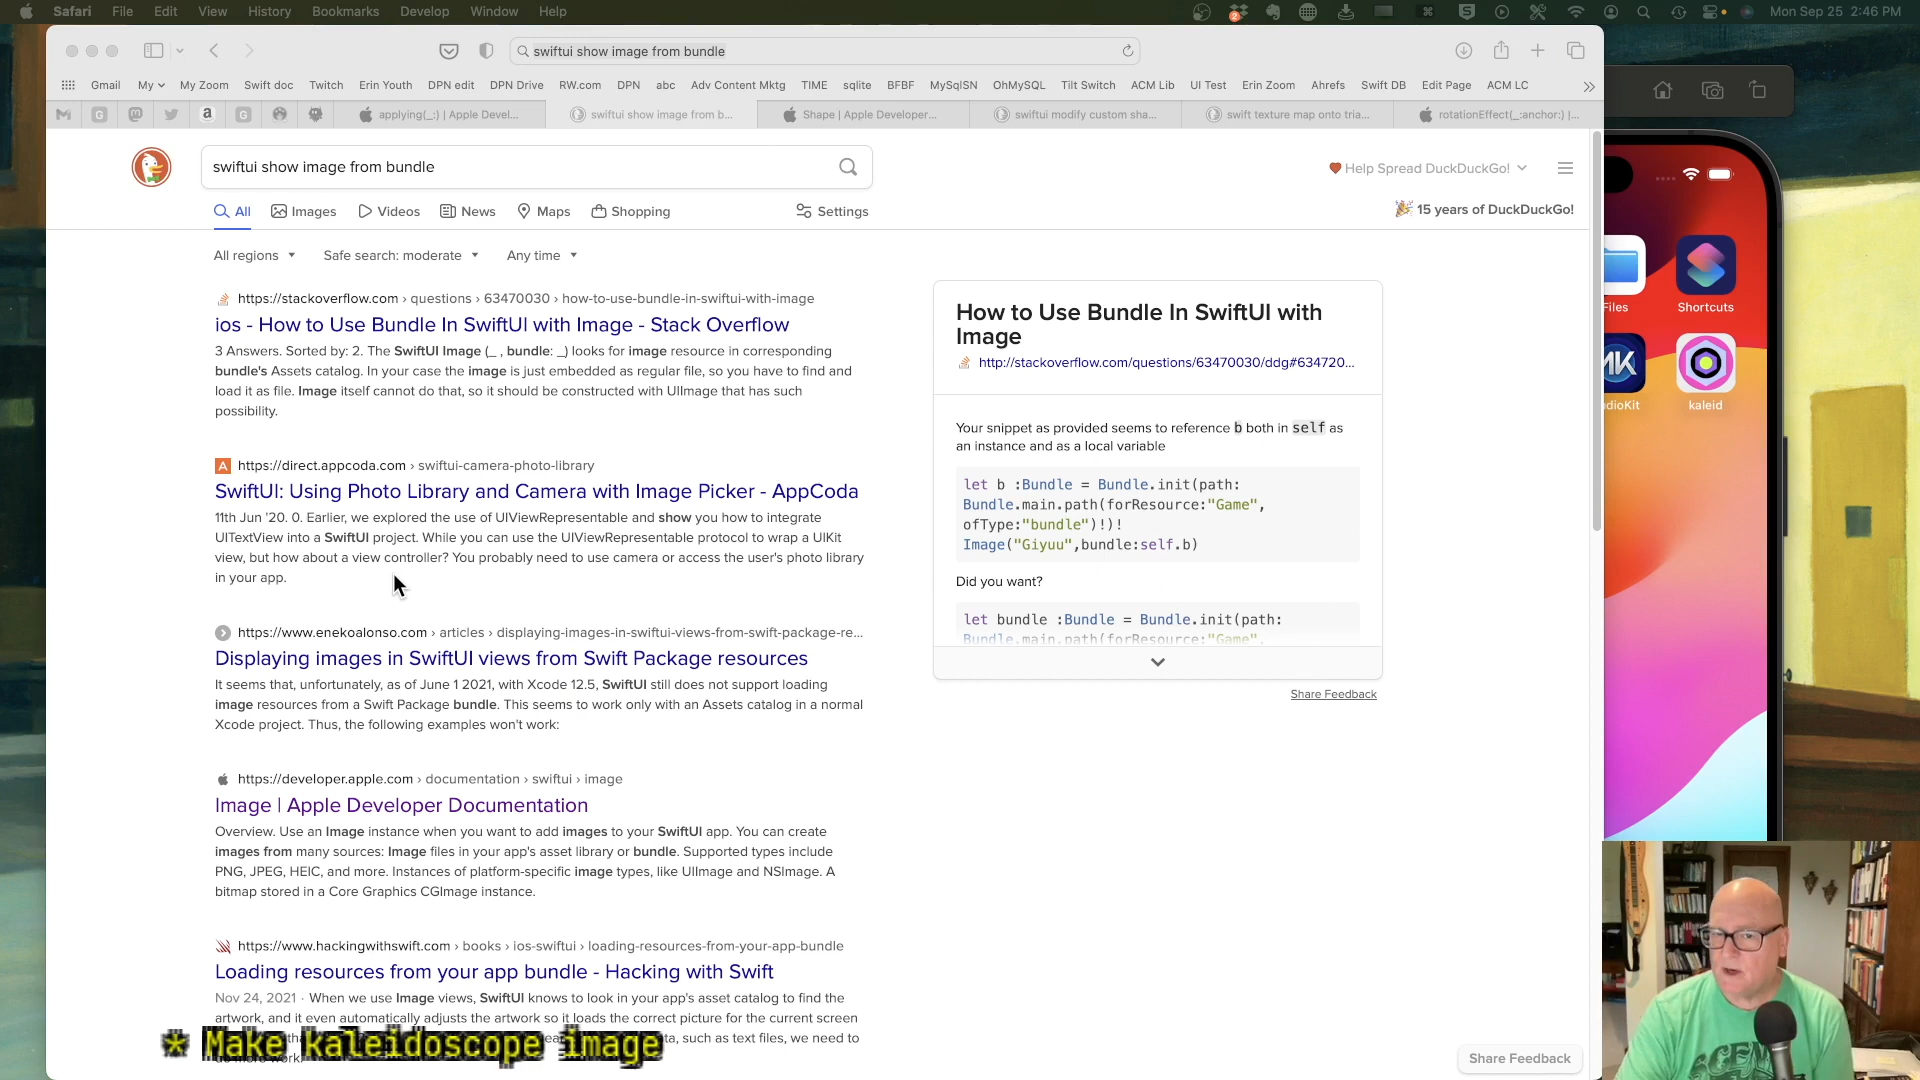 Safari File Edit View History Bookmarks Develop Window Help
2
Mon Sep 25 2:46 PM
swiftui show image from bundle
Gmail My My Zoom Swift doc Twitch Erin Youth DPN edit DPN Drive RW.com DPN abc Adv Content Mktg TIME sqlite BFBF MySqlSN OhMySQL Tilt Switch ACM Lib UI Test Erin Zoom Ahrefs Swift DB Edit Page ACM LC
applying(_:) | Apple Devel...
swiftui show image from b...
Shape | Apple Developer...
swiftui modify custom sha...
swift texture map onto tria...
rotationEffect(_:anchor:) |...
swiftui show image from bundle
Help Spread DuckDuckGo!
All Images Videos News Maps Shopping Settings
15 years of DuckDuckGo!
All regions Safe search: moderate Any time
https://stackoverflow.com › questions › 63470030 › how-to-use-bundle-in-swiftui-with-image
ios - How to Use Bundle In SwiftUI with Image - Stack Overflow
3 Answers. Sorted by: 2. The SwiftUI Image (_ , bundle: _) looks for image resource in corresponding
bundle's Assets catalog. In your case the image is just embedded as regular file, so you have to find and
load it as file. Image itself cannot do that, so it should be constructed with UIImage that has such
possibility.
https://direct.appcoda.com › swiftui-camera-photo-library
SwiftUI: Using Photo Library and Camera with Image Picker - AppCoda
11th Jun '20. 0. Earlier, we explored the use of UIViewRepresentable and show you how to integrate
UITextView into a SwiftUI project. While you can use the UIViewRepresentable protocol to wrap a UIKit
view, but how about a view controller? You probably need to use camera or access the user's photo library
in your app.
https://www.enekoalonso.com › articles › displaying-images-in-swiftui-views-from-swift-package-re...
Displaying images in SwiftUI views from Swift Package resources
It seems that, unfortunately, as of June 1 2021, with Xcode 12.5, SwiftUI still does not support loading
image resources from a Swift Package bundle. This seems to work only with an Assets catalog in a normal
Xcode project. Thus, the following examples won't work:
https://developer.apple.com › documentation › swiftui › image
Image | Apple Developer Documentation
Overview. Use an Image instance when you want to add images to your SwiftUI app. You can create
images from many sources: Image files in your app's asset library or bundle. Supported types include
PNG, JPEG, HEIC, and more. Instances of platform-specific image types, like UIImage and NSImage. A
bitmap stored in a Core Graphics CGImage instance.
https://www.hackingwithswift.com › books › ios-swiftui › loading-resources-from-your-app-bundle
Loading resources from your app bundle - Hacking with Swift
Nov 24, 2021 · When we use Image views, SwiftUI knows to look in your app's asset catalog to find the
artwork, and it even automatically adjusts the artwork so it loads the correct picture for the current screen
ta, such as text files, we need to
work.
* Make kaleidoscope image
How to Use Bundle In SwiftUI with
Image
http://stackoverflow.com/questions/63470030/ddg#634720...
Your snippet as provided seems to reference b both in self as
an instance and as a local variable
let b :Bundle = Bundle.init(path:
Bundle.main.path(forResource:"Game",
ofType:"bundle")!)!
Image("Giyuu",bundle:self.b)
Did you want?
let bundle :Bundle = Bundle.init(path:
Bundle.main.path(forResource:"Game",
Share Feedback
Share Feedback
Files
Shortcuts
dioKit
kaleid